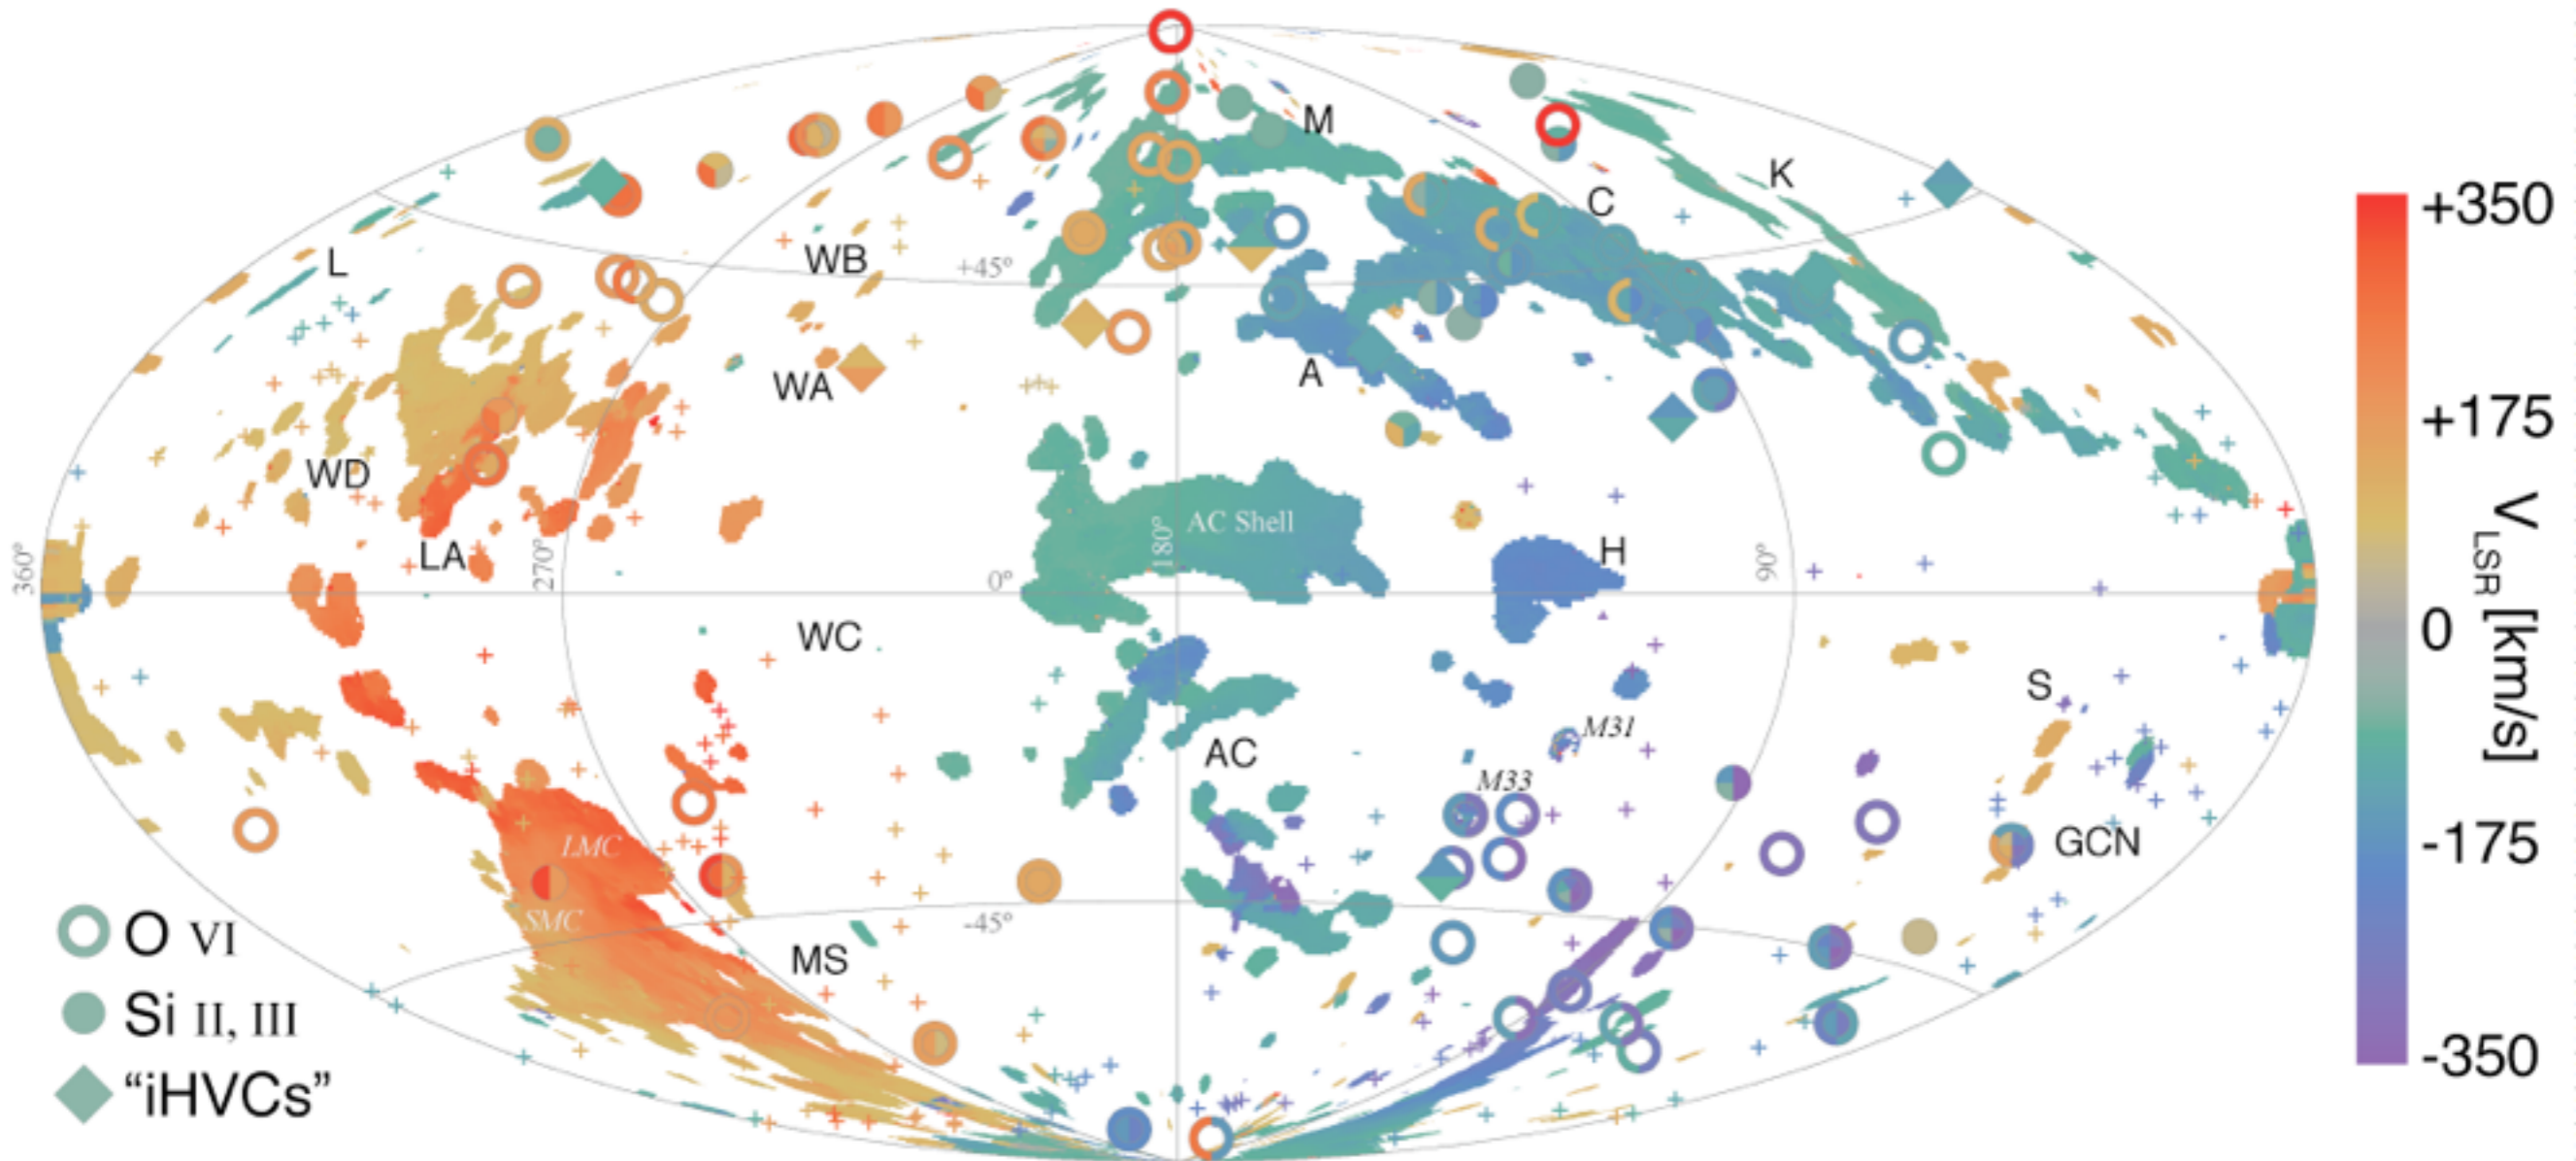 M
K
C
+350
L
WB
+45°
WA
A
+175
WD
AC Shell
LA
H
360°
270°
180°
0°
90°
V LSR [km/s]
0
WC
S
M31
AC
M33
LMC
GCN
-175
O VI
SMC
-45°
MS
Si II, III
-350
“iHVCs”